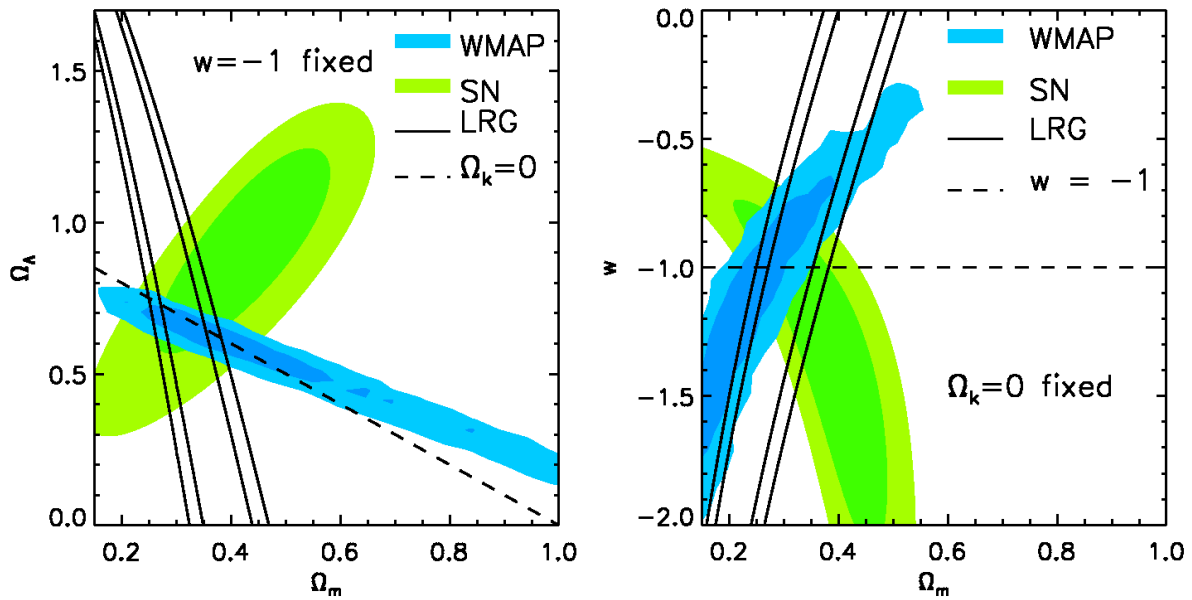 w=−1 fixed
WMAP
SN
LRG
Ω_k=0
1.5
1.0
0.5
0.0
Ω_Λ
0.2
0.4
0.6
0.8
1.0
Ω_m
WMAP
SN
LRG
w = −1
Ω_k=0 fixed
0.0
−0.5
−1.0
−1.5
−2.0
w
0.2
0.4
0.6
0.8
1.0
Ω_m